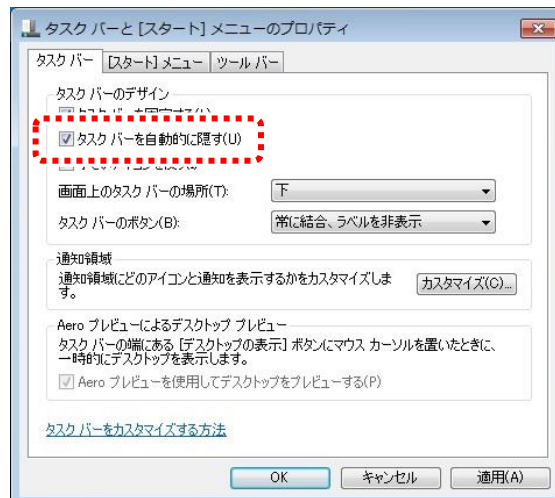 タスク バーと [スタート] メニューのプロパティ
タスク バー
[スタート] メニュー
ツール バー
タスク バーのデザイン
タスク バーを自動的に隠す(U)
画面上のタスク バーの場所(T):
下
タスク バーのボタン(B):
常に結合、ラベルを非表示
通知領域
通知領域にどのアイコンと通知を表示するかをカスタマイズしま
す。
カスタマイズ(C)...
Aero プレビューによるデスクトップ プレビュー
タスク バーの端にある [デスクトップの表示] ボタンにマウス カーソルを置いたときに、
一時的にデスクトップを表示します。
Aero プレビューを使用してデスクトップをプレビューする(P)
タスク バーをカスタマイズする方法
OK
キャンセル
適用(A)